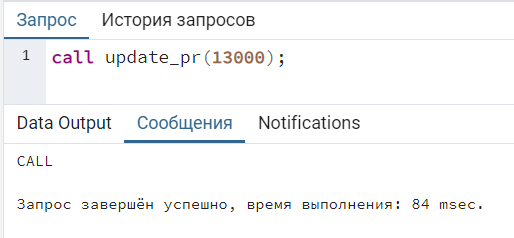 Запрос История запросов
1 call update_pr(13000);
Data Output Сообщения Notifications
CALL
Запрос завершён успешно, время выполнения: 84 msec.